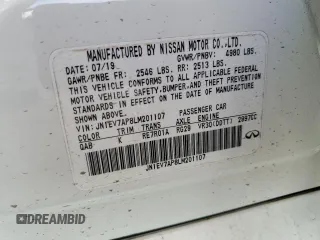 MANUFACTURED BY NISSAN MOTOR CO.,LTD.
DATE: 07/19 GVWR/PNBV: 4980 LBS.
GAWR/PNBE FR: 2546 LBS. RR: 2513 LBS.
THIS VEHICLE CONFORMS TO ALL APPLICABLE FEDERAL
MOTOR VEHICLE SAFETY, BUMPER, AND THEFT PREVENTION
STANDARDS IN EFFECT ON THE DATE OF MANUFACTURE
SHOWN ABOVE.
VIN: JN1EV7AP8LM201107 PASSENGER CAR
COLOR TRIM TRANS AXLE ENGINE
QAB K RE7R01A RG29 VR30(DDTT) 2997CC
JN1EV7AP8LM201107
DREAMBID
dreambid.com